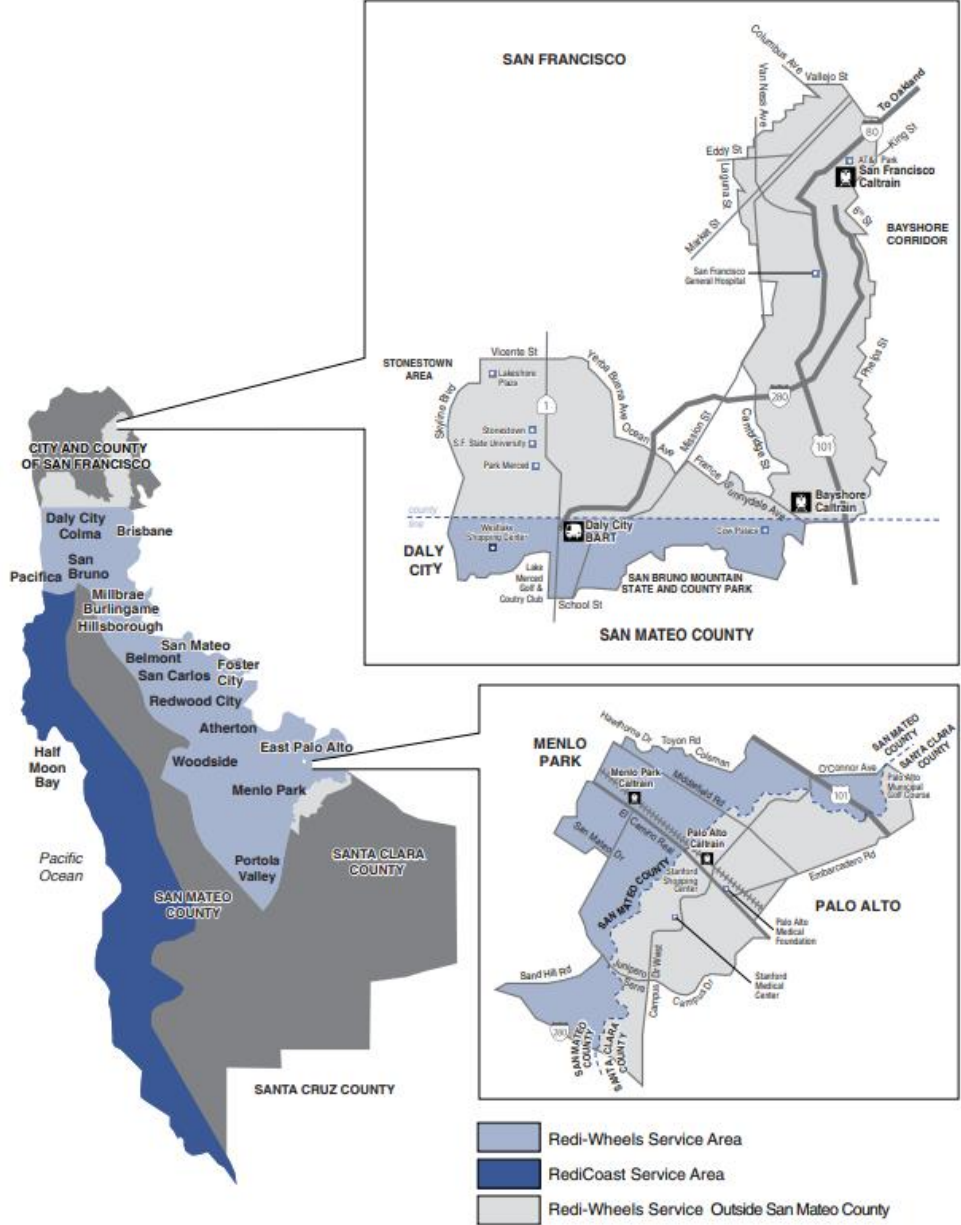 SAN FRANCISCO
Columbus Ave
Van Ness Ave
Vallejo St
To Oakland
80
King St
Eddy St
Laguna St
AT& Park
San Francisco
Caltrain
Market St
6th St
BAYSHORE
CORRIDOR
San Francisco
General Hospital
STONESTOWN
AREA
Vicente St
Lakeshore
Plaza
Skyline Blvd
1
Yerba Buena Ave
Phelps St
280
Stonestown
S.F. State University
Park Merced
Ocean Ave
Mission St
Cambridge St
101
France
Sunnydale Ave
Bayshore
Caltrain
county
line
DALY
CITY
Westlake
Shopping Center
Daly City
BART
Cow Palace
Lake
Merced
Golf &
Coutry Club
School St
SAN BRUNO MOUNTAIN
STATE AND COUNTY PARK
SAN MATEO COUNTY
CITY AND COUNTY
OF SAN FRANCISCO
Daly City
Colma
Brisbane
San
Bruno
Pacifica
Millbrae
Burlingame
Hillsborough
San Mateo
Belmont
Foster
City
San Carlos
Redwood City
Atherton
East Palo Alto
Half
Moon
Bay
Woodside
Menlo Park
Pacific
Ocean
Portola
Valley
SANTA CLARA
COUNTY
SAN MATEO
COUNTY
SANTA CRUZ COUNTY
MENLO
PARK
Hawthorne Dr
Toyon Rd
Coleman
SAN MATEO
COUNTY
SANTA CLARA
COUNTY
O'Connor Ave
Palo Alto
Municipal
Golf Course
101
Menlo Park
Caltrain
Middlefield Rd
San Mateo Dr
El Camino Real
Palo Alto
Caltrain
Stanford
Shopping
Center
Embarcadero Rd
SAN MATEO COUNTY
PALO ALTO
Palo Alto
Medical
Foundation
Sand Hill Rd
Junipero
Serra
Campus Dr West
Campus Dr
Stanford
Medical
Center
280
SAN MATEO
COUNTY
SANTA CLARA
COUNTY
Redi-Wheels Service Area
RediCoast Service Area
Redi-Wheels Service Outside San Mateo County